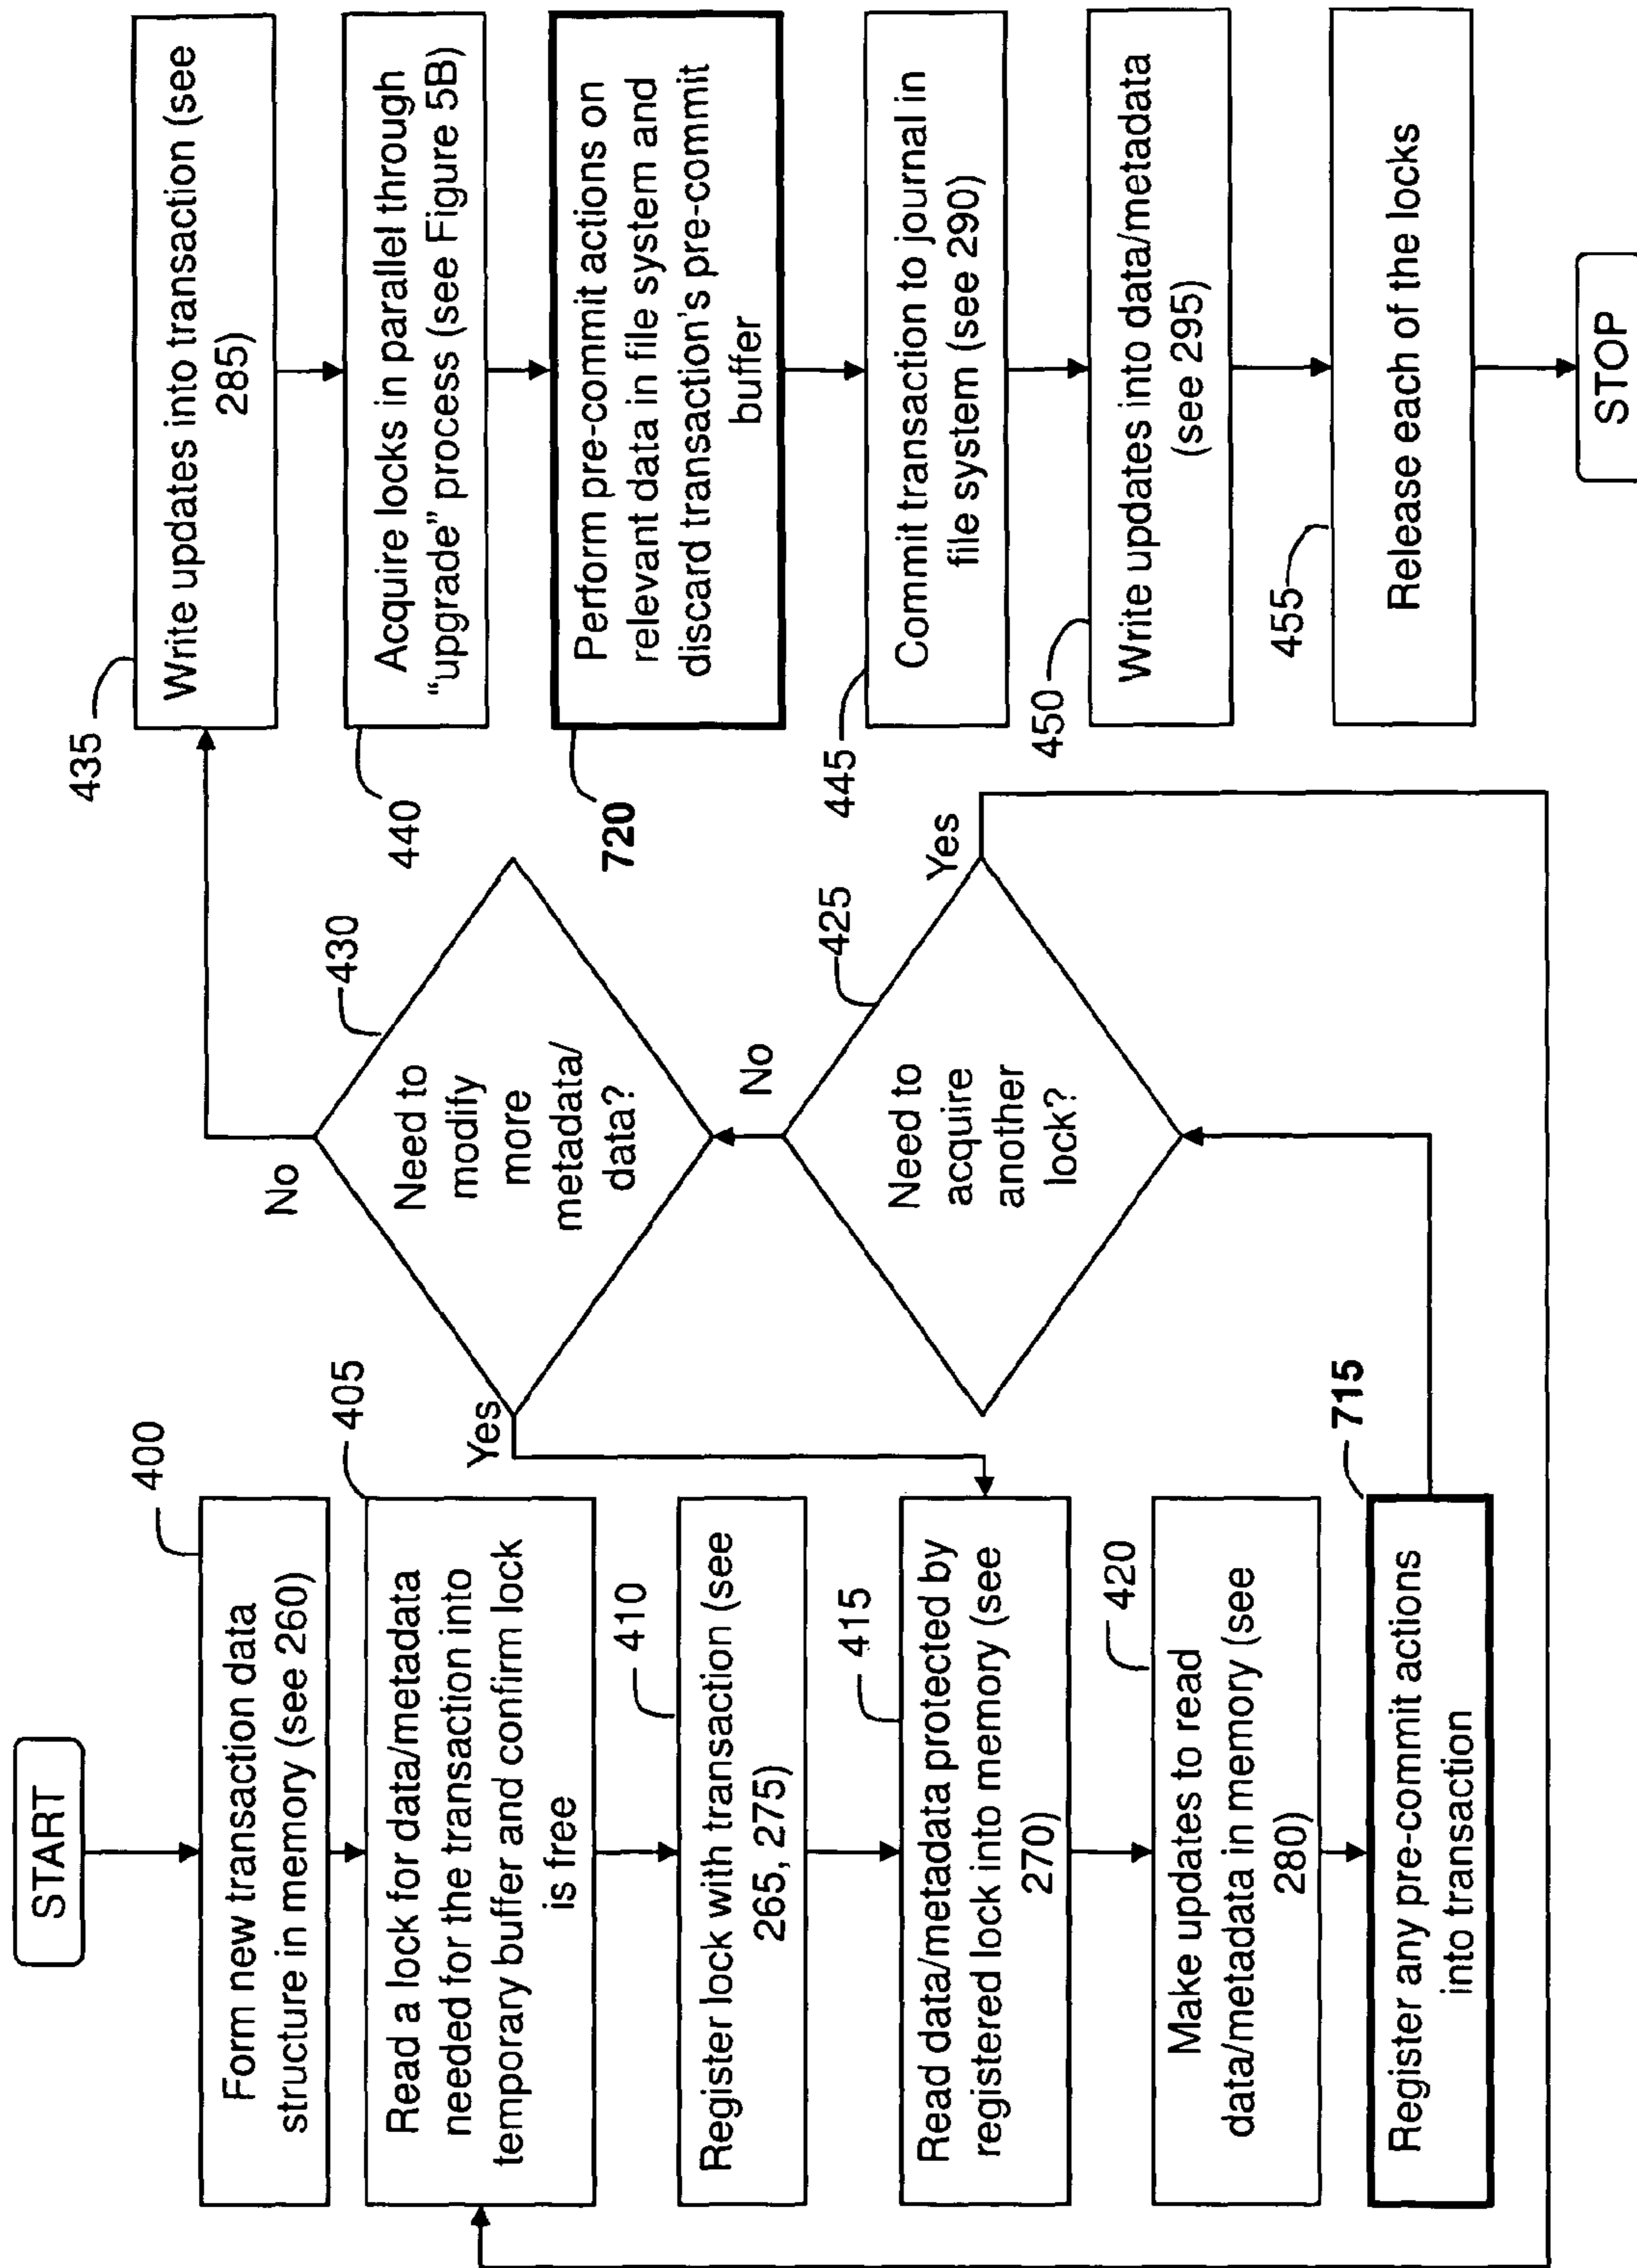 START
400
Form new transaction data
structure in memory (see 260)
405
Read a lock for data/metadata
needed for the transaction into
temporary buffer and confirm lock
is free
410
Register lock with transaction (see
265, 275)
415
Read data/metadata protected by
registered lock into memory (see
270)
420
Make updates to read
data/metadata in memory (see
280)
715
Register any pre-commit actions
into transaction
425
Need to
acquire
another
lock?
Yes
No
430
Need to
modify
more
metadata/
data?
Yes
No
435
Write updates into transaction (see
285)
440
Acquire locks in parallel through
“upgrade” process (see Figure 5B)
720
Perform pre-commit actions on
relevant data in file system and
discard transaction’s pre-commit
buffer
445
Commit transaction to journal in
file system (see 290)
450
Write updates into data/metadata
(see 295)
455
Release each of the locks
STOP